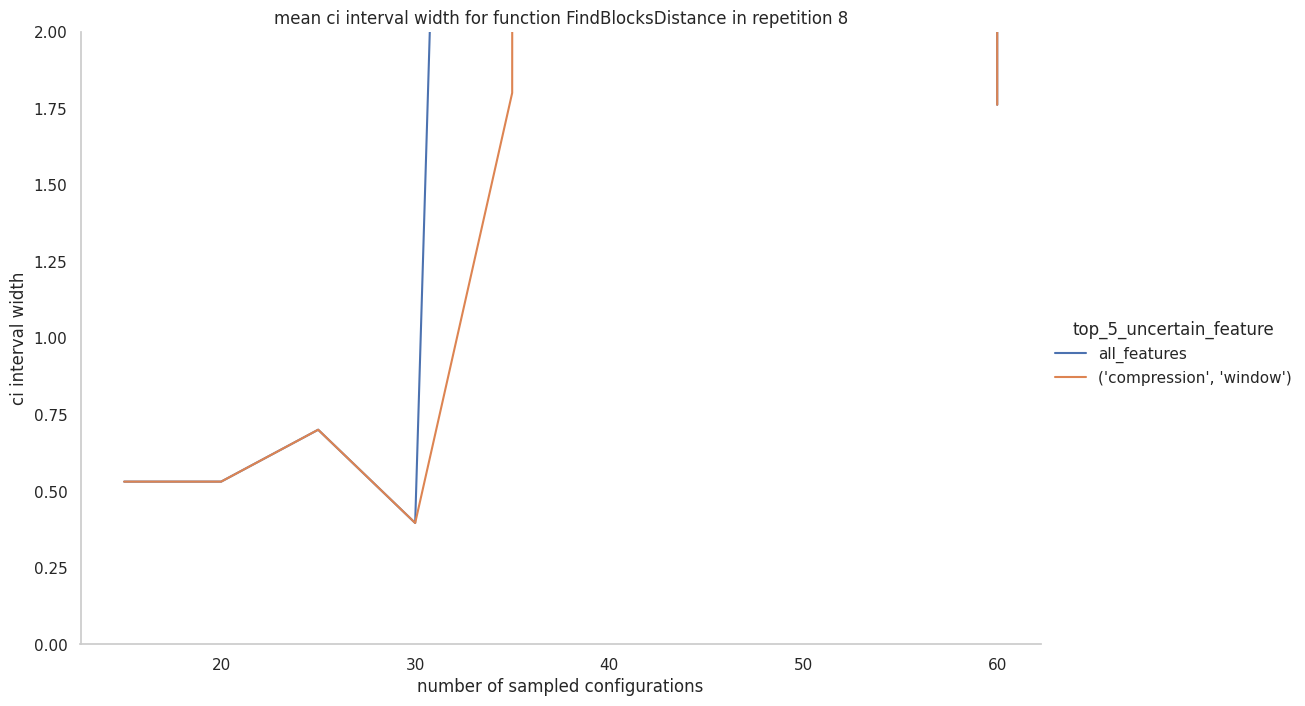 mean ci interval width for function FindBlocksDistance in repetition 8
2.00
1.75
1.50
1.25
1.00
0.75
0.50
0.25
0.00
ci interval width
20
30
40
50
60
number of sampled configurations
top_5_uncertain_feature
all_features
('compression', 'window')